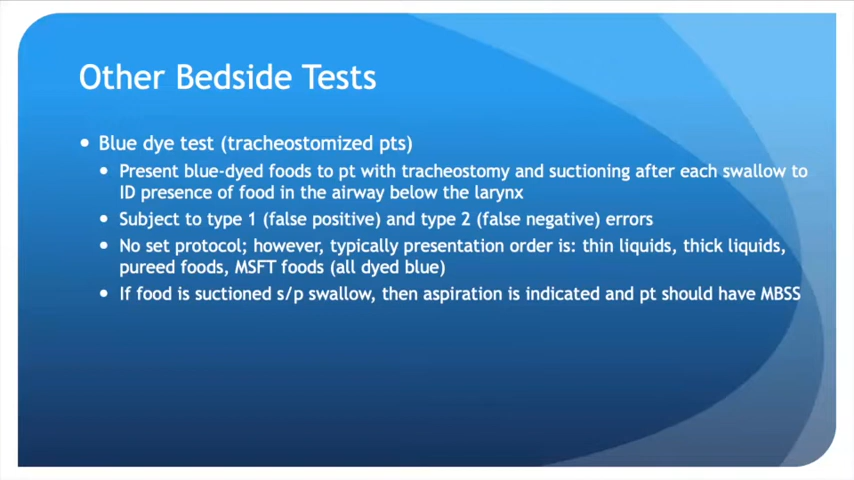 Other Bedside Tests
• Blue dye test (tracheostomized pts)
• Present blue-dyed foods to pt with tracheostomy and suctioning after each swallow to
ID presence of food in the airway below the larynx
• Subject to type 1 (false positive) and type 2 (false negative) errors
• No set protocol; however, typically presentation order is: thin liquids, thick liquids,
pureed foods, MSFT foods (all dyed blue)
• If food is suctioned s/p swallow, then aspiration is indicated and pt should have MBSS